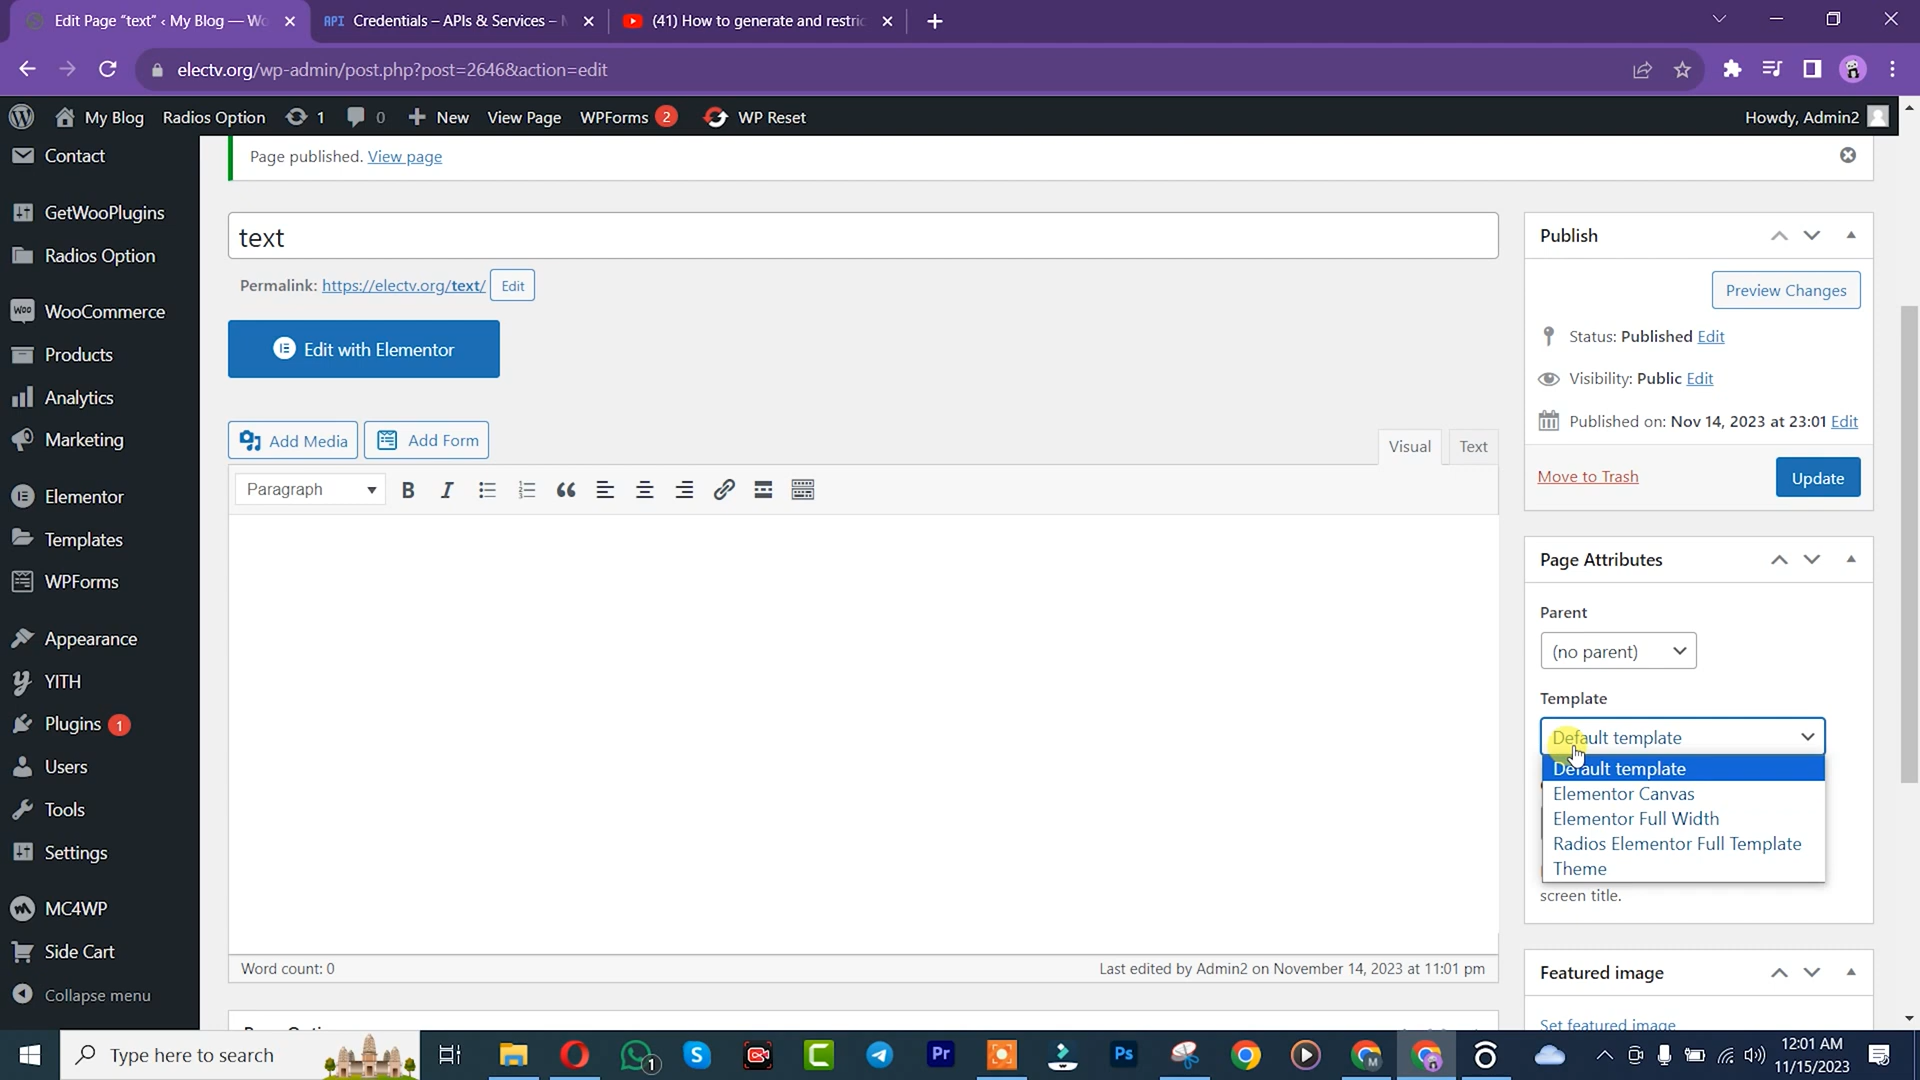 Edit Page “text” ‹ My Blog — Wo
API Credentials – APIs & Services –
(41) How to generate and restric
electv.org/wp-admin/post.php?post=2646&action=edit
My Blog Radios Option 1 0 New View Page WPForms 2 WP Reset Howdy, Admin2
Contact
GetWooPlugins
Radios Option
WooCommerce
Products
Analytics
Marketing
Elementor
Templates
WPForms
Appearance
YITH
Plugins 1
Users
Tools
Settings
MC4WP
Side Cart
Collapse menu
Page published. View page
text
Permalink: https://electv.org/text/ Edit
Edit with Elementor
Add Media Add Form
Visual Text
Paragraph
Word count: 0
Last edited by Admin2 on November 14, 2023 at 11:01 pm
Publish
Preview Changes
Status: Published Edit
Visibility: Public Edit
Published on: Nov 14, 2023 at 23:01 Edit
Move to Trash Update
Page Attributes
Parent
(no parent)
Template
Default template
Default template
Elementor Canvas
Elementor Full Width
Radios Elementor Full Template
Theme
screen title.
Featured image
Set featured image
Type here to search
1
Pr
Ps
12:01 AM
11/15/2023